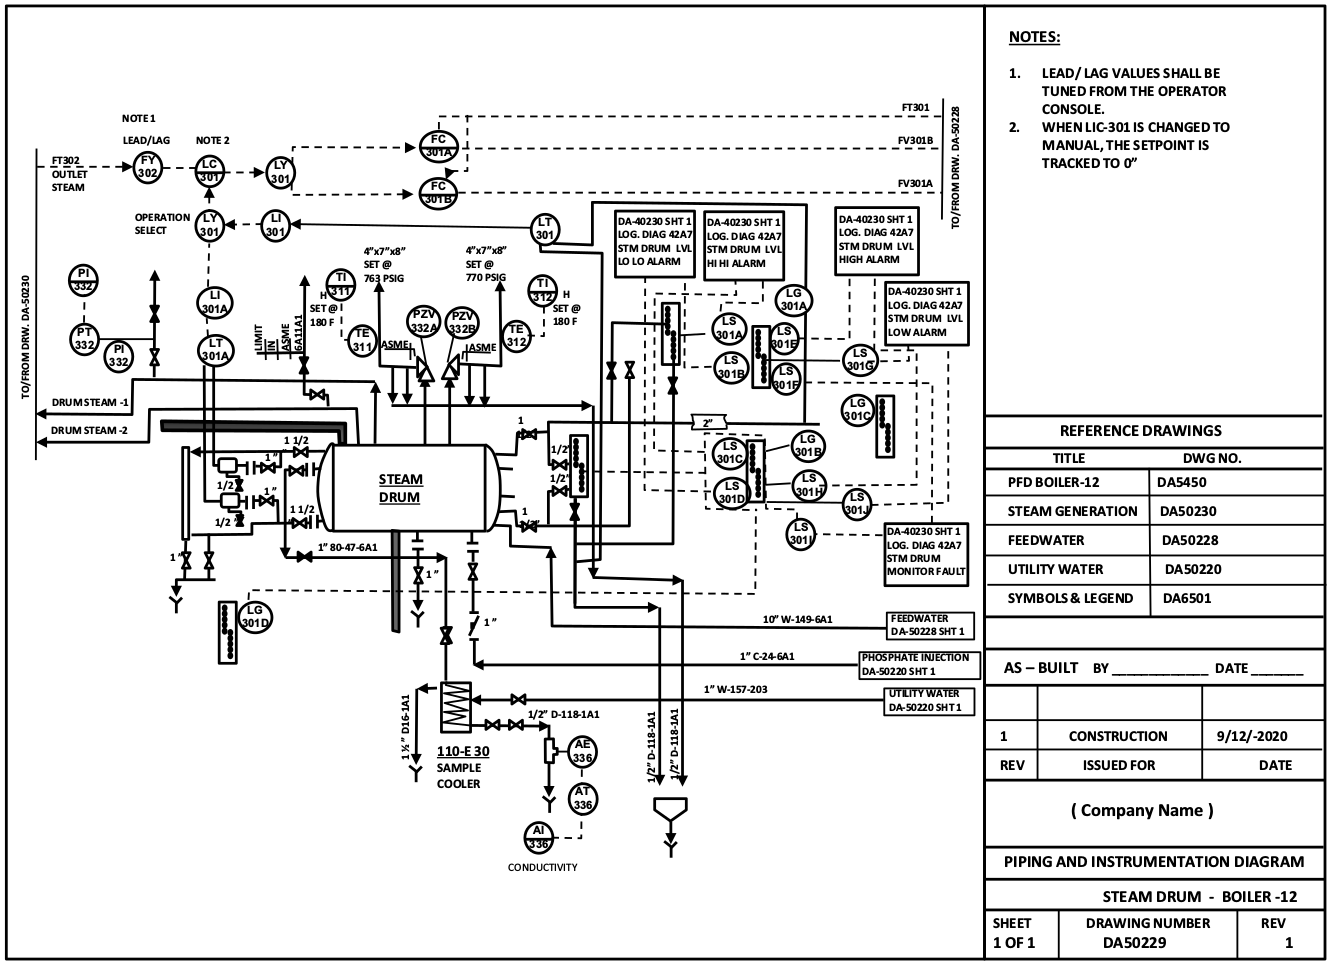 NOTES:
1. LEAD/ LAG VALUES SHALL BE
TUNED FROM THE OPERATOR
CONSOLE.
2. WHEN LIC-301 IS CHANGED TO
MANUAL, THE SETPOINT IS
TRACKED TO 0”
NOTE 1
LEAD/LAG
NOTE 2
FT302
OUTLET
STEAM
FY
302
LC
301
LY
301
FC
301A
FC
301B
FT301
FV301B
FV301A
TO/FROM DRW. DA-50228
OPERATION
SELECT
LY
301
LI
301
LT
301
TO/FROM DRW. DA-50230
PI
332
PT
332
PI
332
LI
301A
LT
301A
LIMIT
IN
ASME
6A11A1
H
SET @
180 F
TI
311
TE
311
4”x7”x8”
SET @
763 PSIG
4”x7”x8”
SET @
770 PSIG
PZV
332A
PZV
332B
ASME
ASME
TI
312
TE
312
H
SET @
180 F
DA-40230 SHT 1
LOG. DIAG 42A7
STM DRUM LVL
LO LO ALARM
DA-40230 SHT 1
LOG. DIAG 42A7
STM DRUM LVL
HI HI ALARM
DA-40230 SHT 1
LOG. DIAG 42A7
STM DRUM LVL
HIGH ALARM
DA-40230 SHT 1
LOG. DIAG 42A7
STM DRUM LVL
LOW ALARM
LG
301A
LS
301A
LS
301B
LS
301E
LS
301F
LS
301G
LG
301C
DRUM STEAM -1
DRUM STEAM -2
2”
LS
301C
LS
301D
LG
301B
LS
301H
LS
301J
LS
301I
DA-40230 SHT 1
LOG. DIAG 42A7
STM DRUM
MONITOR FAULT
1 1/2
1 ”
1/2
1 ”
1/2 ”
1 1/2
1 ”
STEAM
DRUM
1
1/2”
1/2”
1
1/2”
1” 80-47-6A1
1 ”
1 ”
LG
301D
10” W-149-6A1
FEEDWATER
DA-50228 SHT 1
1” C-24-6A1
PHOSPHATE INJECTION
DA-50220 SHT 1
1” W-157-203
UTILITY WATER
DA-50220 SHT 1
1 ½ ” D16-1A1
110-E 30
SAMPLE
COOLER
1/2” D-118-1A1
AE
336
AT
336
AI
336
CONDUCTIVITY
1/2” D-118-1A1
1/2” D-118-1A1
REFERENCE DRAWINGS
TITLE DWG NO.
PFD BOILER-12 DA5450
STEAM GENERATION DA50230
FEEDWATER DA50228
UTILITY WATER DA50220
SYMBOLS & LEGEND DA6501
AS – BUILT BY _____________ DATE _______
1 CONSTRUCTION 9/12/-2020
REV ISSUED FOR DATE
( Company Name )
PIPING AND INSTRUMENTATION DIAGRAM
STEAM DRUM - BOILER -12
SHEET DRAWING NUMBER REV
1 OF 1 DA50229 1